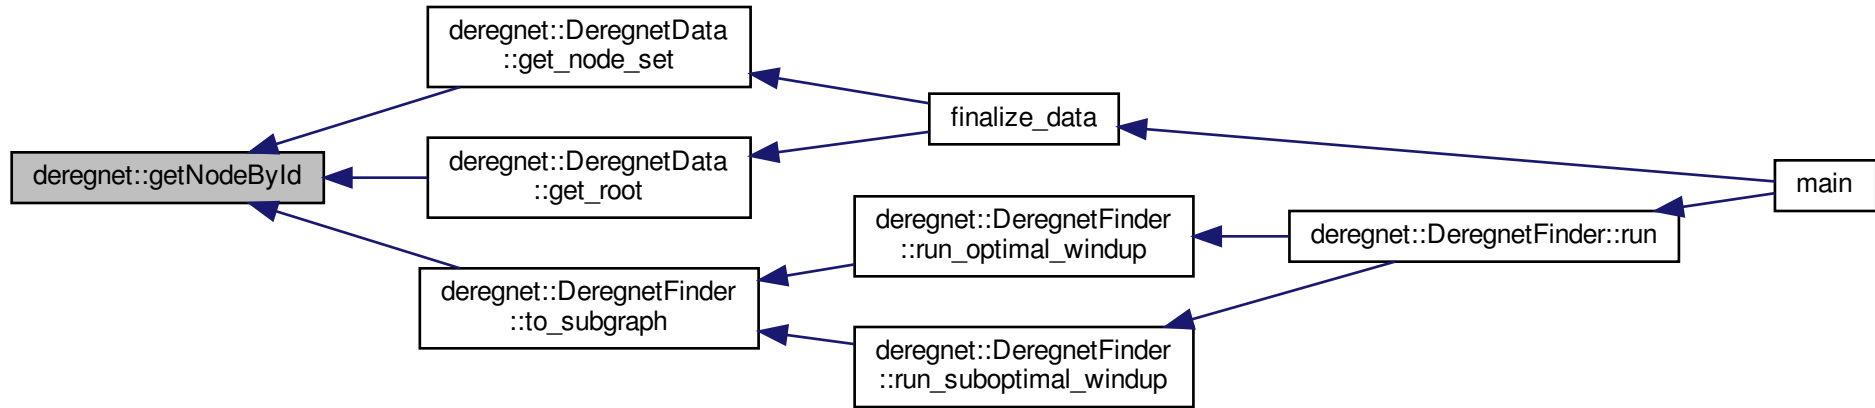 deregnet::getNodeById
deregnet::DeregnetData
::get_node_set
deregnet::DeregnetData
::get_root
deregnet::DeregnetFinder
::to_subgraph
finalize_data
deregnet::DeregnetFinder
::run_optimal_windup
deregnet::DeregnetFinder
::run_suboptimal_windup
deregnet::DeregnetFinder::run
main